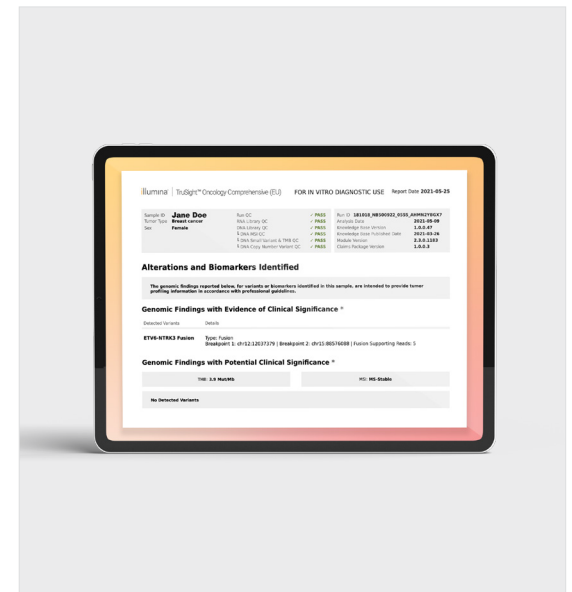 illumina® | TruSight™ Oncology Comprehensive (EU) FOR IN VITRO DIAGNOSTIC USE Report Date 2021-05-25
Sample ID Jane Doe Run QC ✓ PASS Run ID 181018_NB500922_0155_AHMN2YBGX7
Tumor Type Breast cancer RNA Library QC ✓ PASS Analysis Date 2021-05-09
Sex Female DNA Library QC ✓ PASS Knowledge Base Version 1.0.0.47
DNA MSI QC ✓ PASS Knowledge Base Published Date 2021-03-26
DNA Small Variant & TMB QC ✓ PASS Module Version 2.3.0.1183
DNA Copy Number Variant QC ✓ PASS Claims Package Version 1.0.0.3
Alterations and Biomarkers Identified
The genomic findings reported below, for variants or biomarkers identified in this sample, are intended to provide tumor
profiling information in accordance with professional guidelines.
Genomic Findings with Evidence of Clinical Significance *
Detected Variants Details
ETV6-NTRK3 Fusion Type: Fusion
Breakpoint 1: chr12:12037379 | Breakpoint 2: chr15:88576088 | Fusion Supporting Reads: 5
Genomic Findings with Potential Clinical Significance *
TMB: 3.9 Mut/Mb MSI: MS-Stable
No Detected Variants